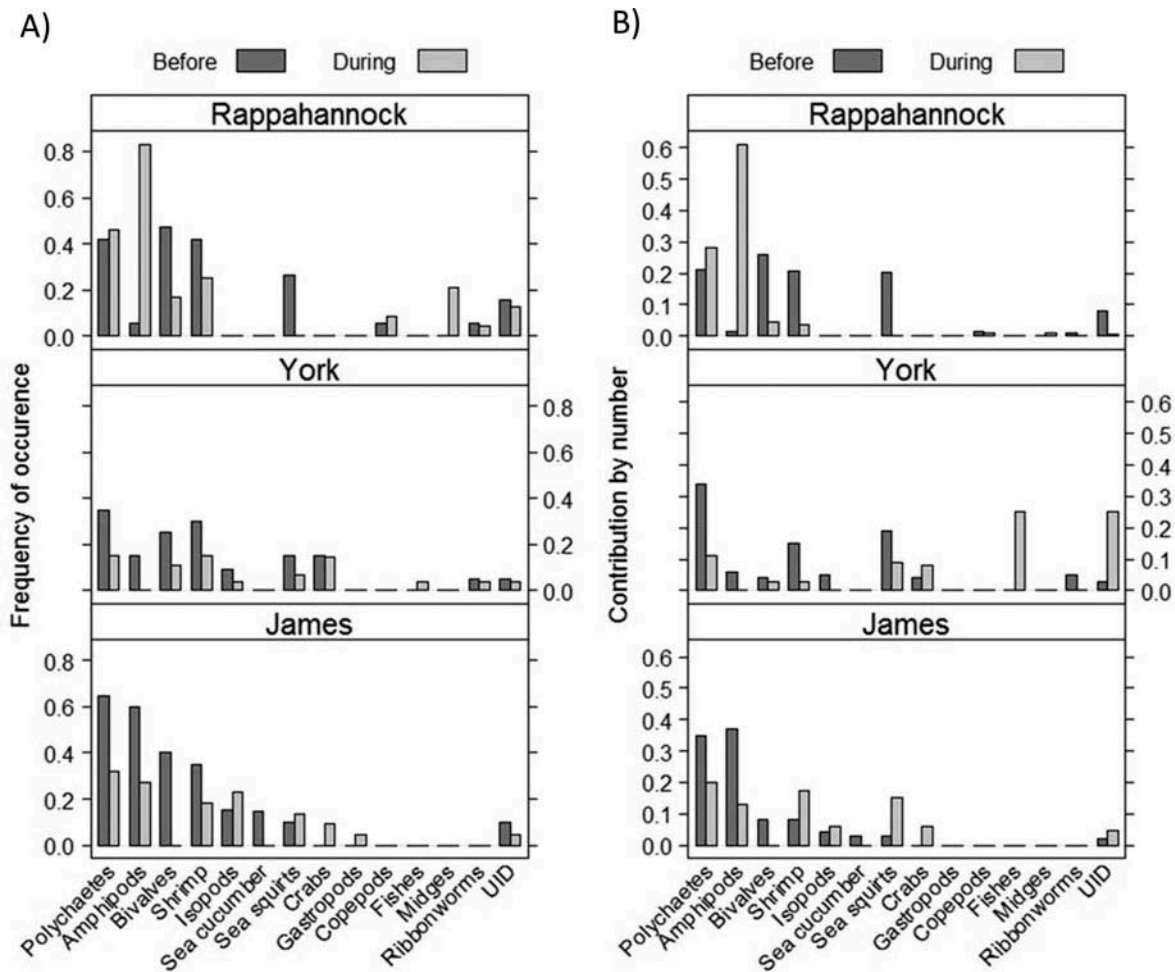 A)
Before During
Rappahannock
0.8
0.6
0.4
0.2
0.0
York
0.8
0.6
0.4
0.2
0.0
James
0.8
0.6
0.4
0.2
0.0
Frequency of occurence
Polychaetes
Amphipods
Bivalves
Shrimp
Isopods
Sea cucumber
Sea squirts
Crabs
Gastropods
Copepods
Fishes
Midges
Ribbonworms
UID
B)
Before During
Rappahannock
0.6
0.5
0.4
0.3
0.2
0.1
0.0
York
0.6
0.5
0.4
0.3
0.2
0.1
0.0
James
0.6
0.5
0.4
0.3
0.2
0.1
0.0
Contribution by number
Polychaetes
Amphipods
Bivalves
Shrimp
Isopods
Sea cucumber
Sea squirts
Crabs
Gastropods
Copepods
Fishes
Midges
Ribbonworms
UID